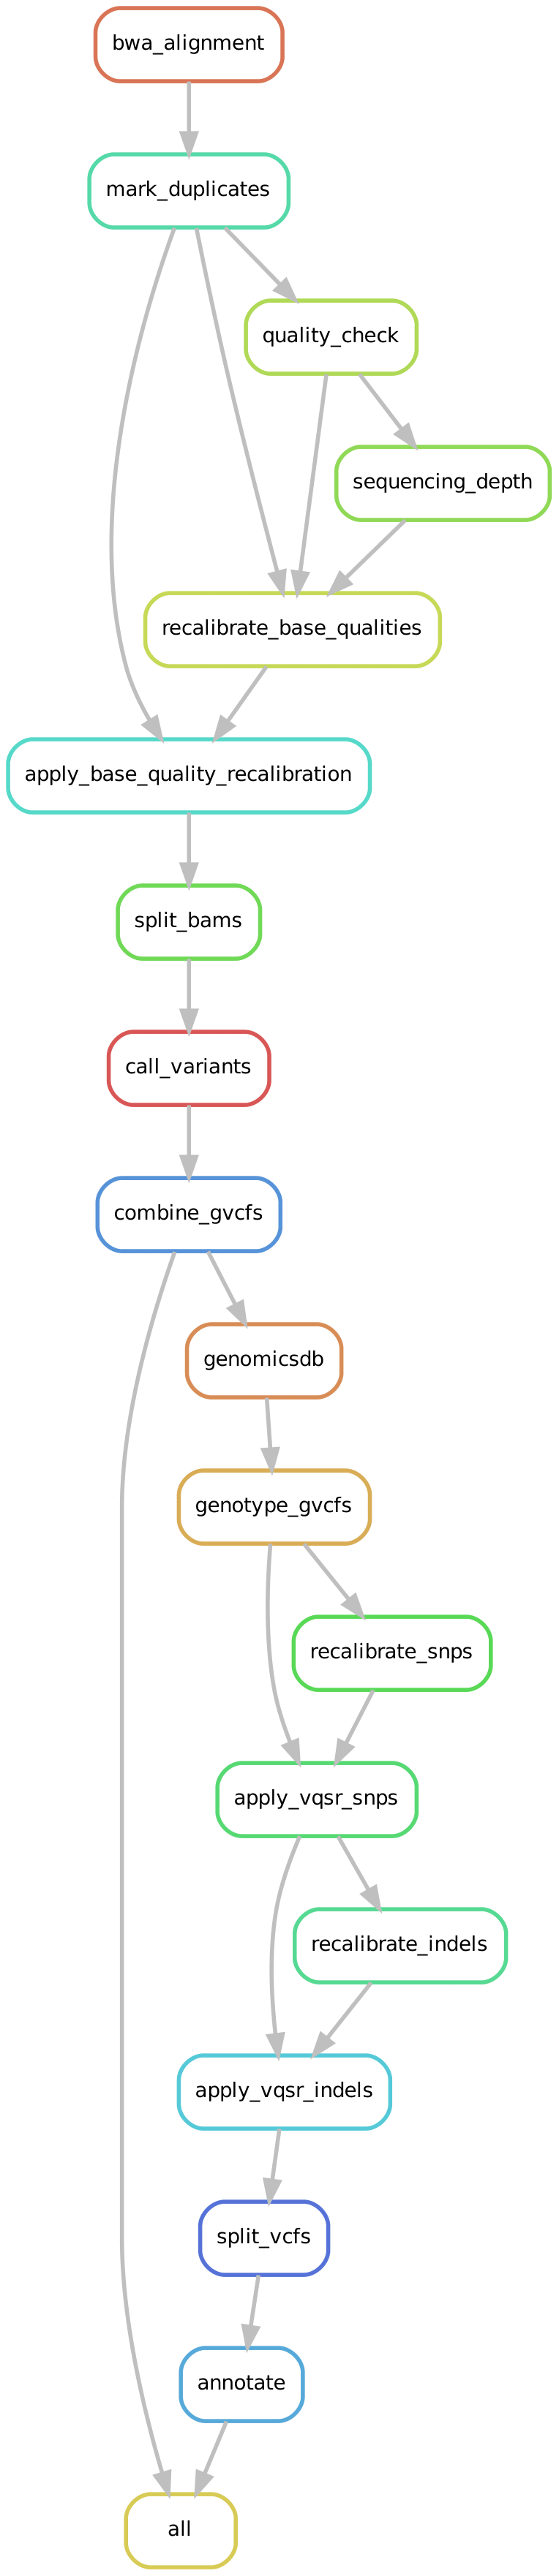 bwa_alignment
mark_duplicates
quality_check
sequencing_depth
recalibrate_base_qualities
apply_base_quality_recalibration
split_bams
call_variants
combine_gvcfs
genomicsdb
genotype_gvcfs
recalibrate_snps
apply_vqsr_snps
recalibrate_indels
apply_vqsr_indels
split_vcfs
annotate
all